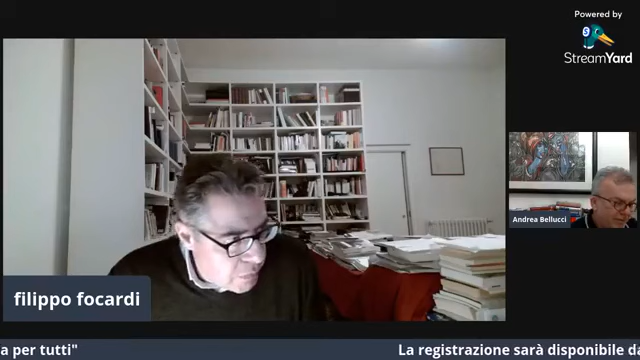 Powered by
StreamYard
Andrea Bellucci
filippo focardi
a per tutti"
La registrazione sarà disponibile da